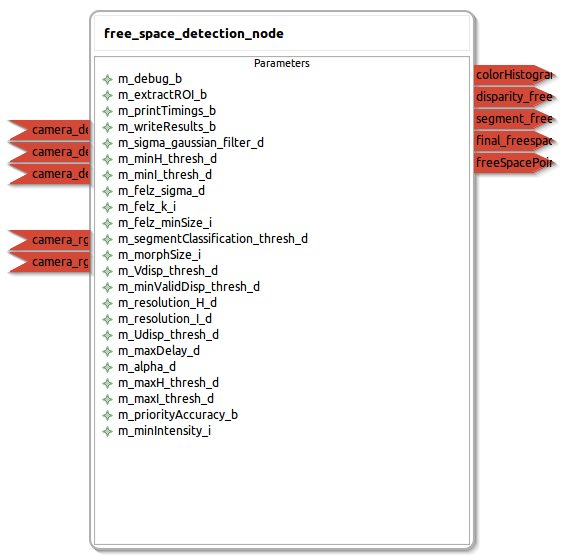 free_space_detection_node
Parameters
m_debug_b
m_extractROI_b
m_printTimings_b
m_writeResults_b
m_sigma_gaussian_filter_d
m_minH_thresh_d
m_minI_thresh_d
m_felz_sigma_d
m_felz_k_i
m_felz_minSize_i
m_segmentClassification_thresh_d
m_morphSize_i
m_Vdisp_thresh_d
m_minValidDisp_thresh_d
m_resolution_H_d
m_resolution_I_d
m_Udisp_thresh_d
m_maxDelay_d
m_alpha_d
m_maxH_thresh_d
m_maxI_thresh_d
m_priorityAccuracy_b
m_minIntensity_i
camera_de
camera_de
camera_de
camera_rg
camera_rg
colorHistogra
disparity_free
segment_free
final_freespac
freeSpacePoi